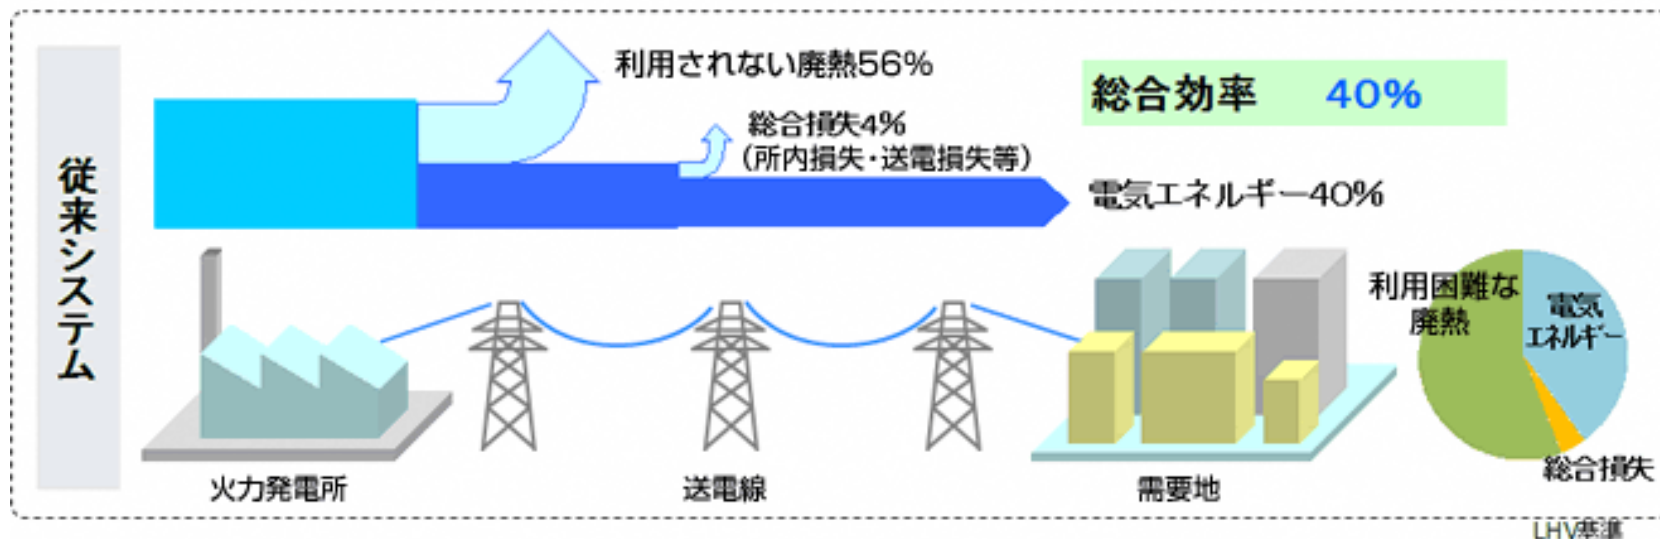 従来システム
利用されない廃熱56%
総合損失4%
（所内損失・送電損失等）
総合効率 40%
電気エネルギー40%
利用困難な
廃熱
電気
エネルギー
総合損失
火力発電所
送電線
需要地
LHV基準